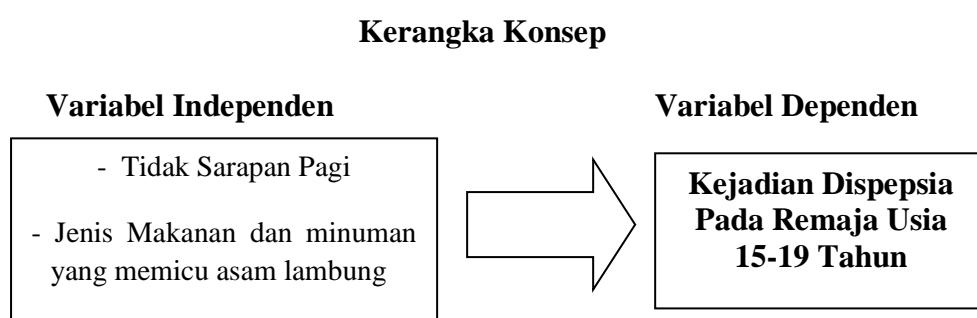 Kerangka Konsep
Variabel Independen
Variabel Dependen
- Tidak Sarapan Pagi
- Jenis Makanan dan minuman
yang memicu asam lambung
Kejadian Dispepsia
Pada Remaja Usia
15-19 Tahun